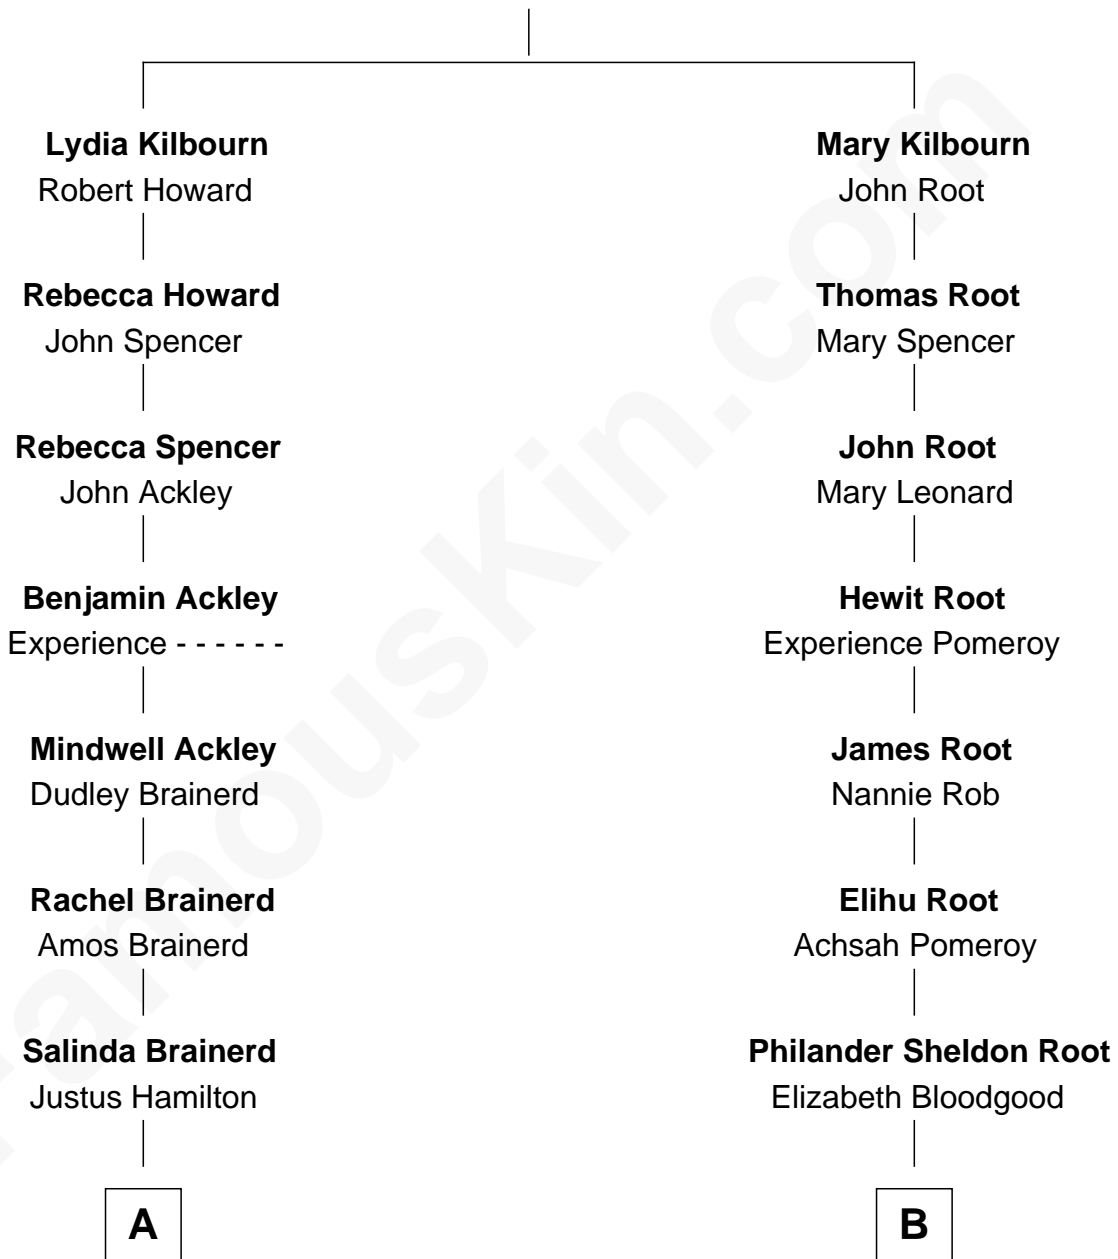 Lydia Kilbourn
Robert Howard
Mary Kilbourn
John Root
Rebecca Howard
John Spencer
Thomas Root
Mary Spencer
Rebecca Spencer
John Ackley
John Root
Mary Leonard
Benjamin Ackley
Experience - - - - - -
Hewit Root
Experience Pomeroy
Mindwell Ackley
Dudley Brainerd
James Root
Nannie Rob
Rachel Brainerd
Amos Brainerd
Elihu Root
Achsah Pomeroy
Salinda Brainerd
Justus Hamilton
Philander Sheldon Root
Elizabeth Bloodgood
A
B
FamousKin.com